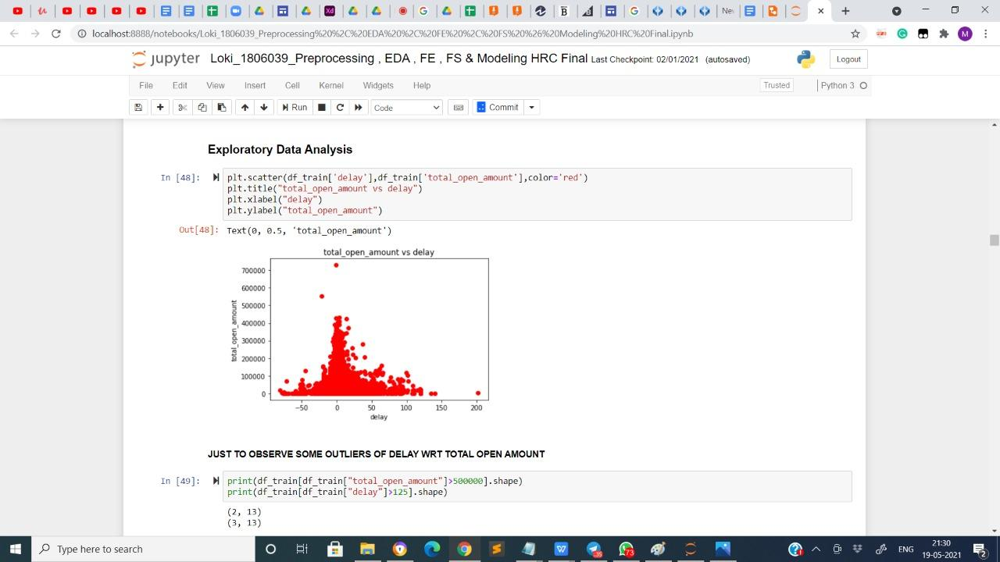 New
localhost:8888/notebooks/Loki_1806039_Preprocessing%20%2C%20EDA%20%2C%20FE%20%2C%20FS%20%26%20Modeling%20HRC%20Final.ipynb
M
jupyter Loki_1806039_Preprocessing , EDA , FE , FS & Modeling HRC Final Last Checkpoint: 02/01/2021 (autosaved)
Logout
File Edit View Insert Cell Kernel Widgets Help
Trusted Python 3
Run Code Commit
Exploratory Data Analysis
In [48]: plt.scatter(df_train['delay'],df_train['total_open_amount'],color='red')
plt.title("total_open_amount vs delay")
plt.xlabel("delay")
plt.ylabel("total_open_amount")
Out[48]: Text(0, 0.5, 'total_open_amount')
total_open_amount vs delay
700000
600000
500000
400000
300000
200000
100000
0
total_open_amount
−50 0 50 100 150 200
delay
JUST TO OBSERVE SOME OUTLIERS OF DELAY WRT TOTAL OPEN AMOUNT
In [49]: print(df_train[df_train["total_open_amount"]>500000].shape)
print(df_train[df_train["delay"]>125].shape)
(2, 13)
(3, 13)
Type here to search
73
ENG
21:30
19-05-2021
2